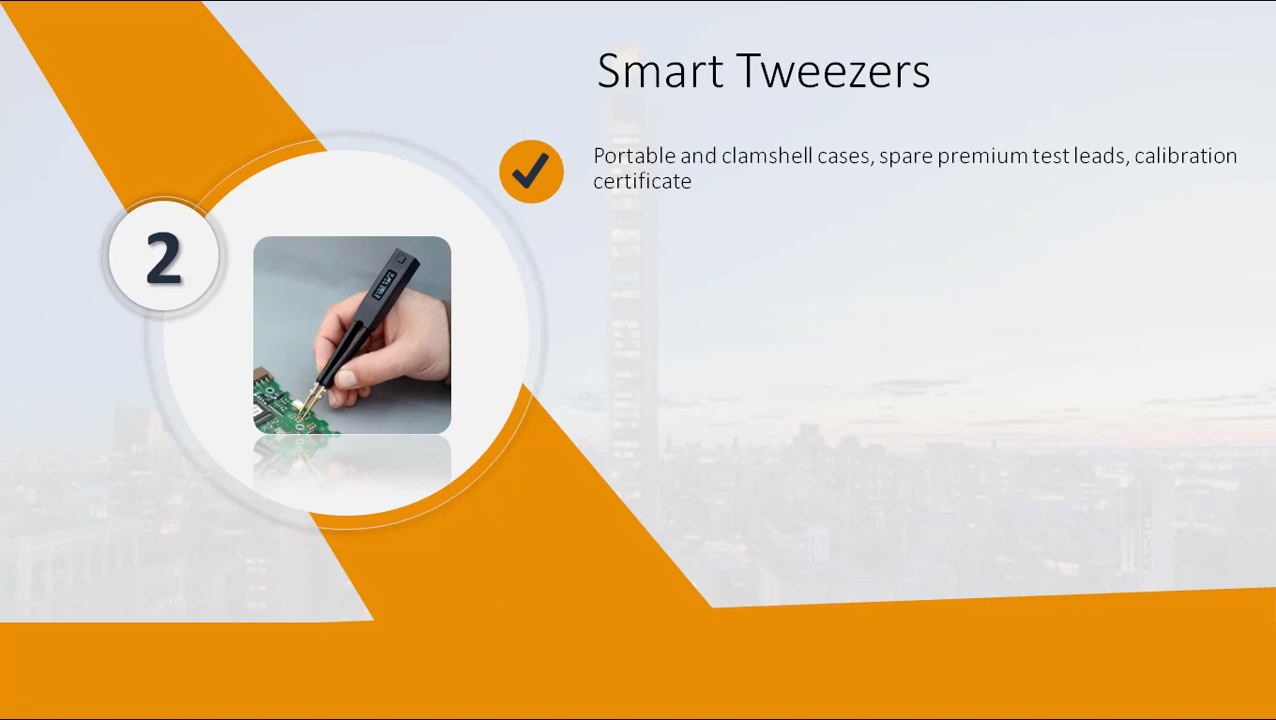 Smart Tweezers
Portable and clamshell cases, spare premium test leads, calibration
certificate
2